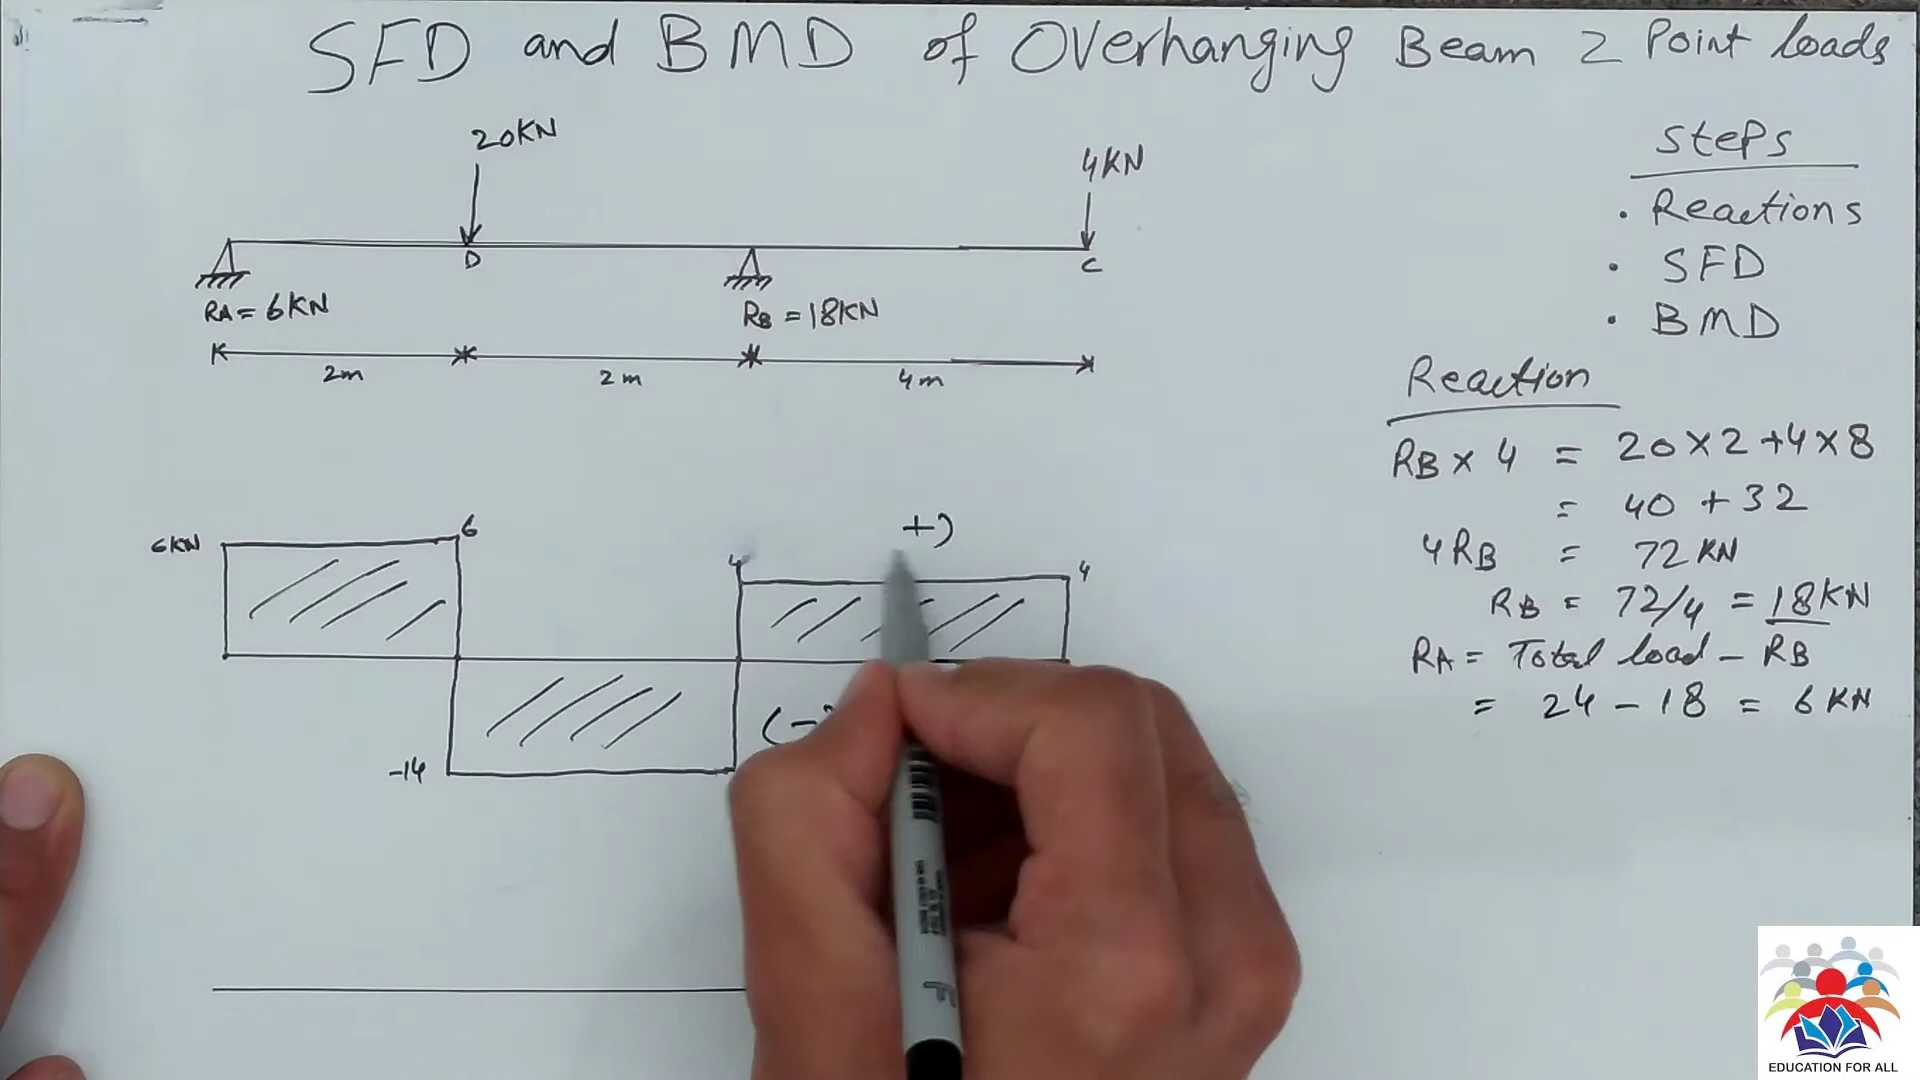 SFD and BMD of Overhanging Beam 2 Point loads
20KN
4KN
D
C
RA = 6KN
RB = 18KN
2m
2m
4m
Steps
• Reactions
• SFD
• BMD
Reaction
RB × 4 = 20×2+4×8
= 40 + 32
4RB = 72 KN
RB = 72/4 = 18KN
RA = Total load - RB
= 24 - 18 = 6KN
6KN
6
4
+)
4
(-
-14
EDUCATION FOR ALL